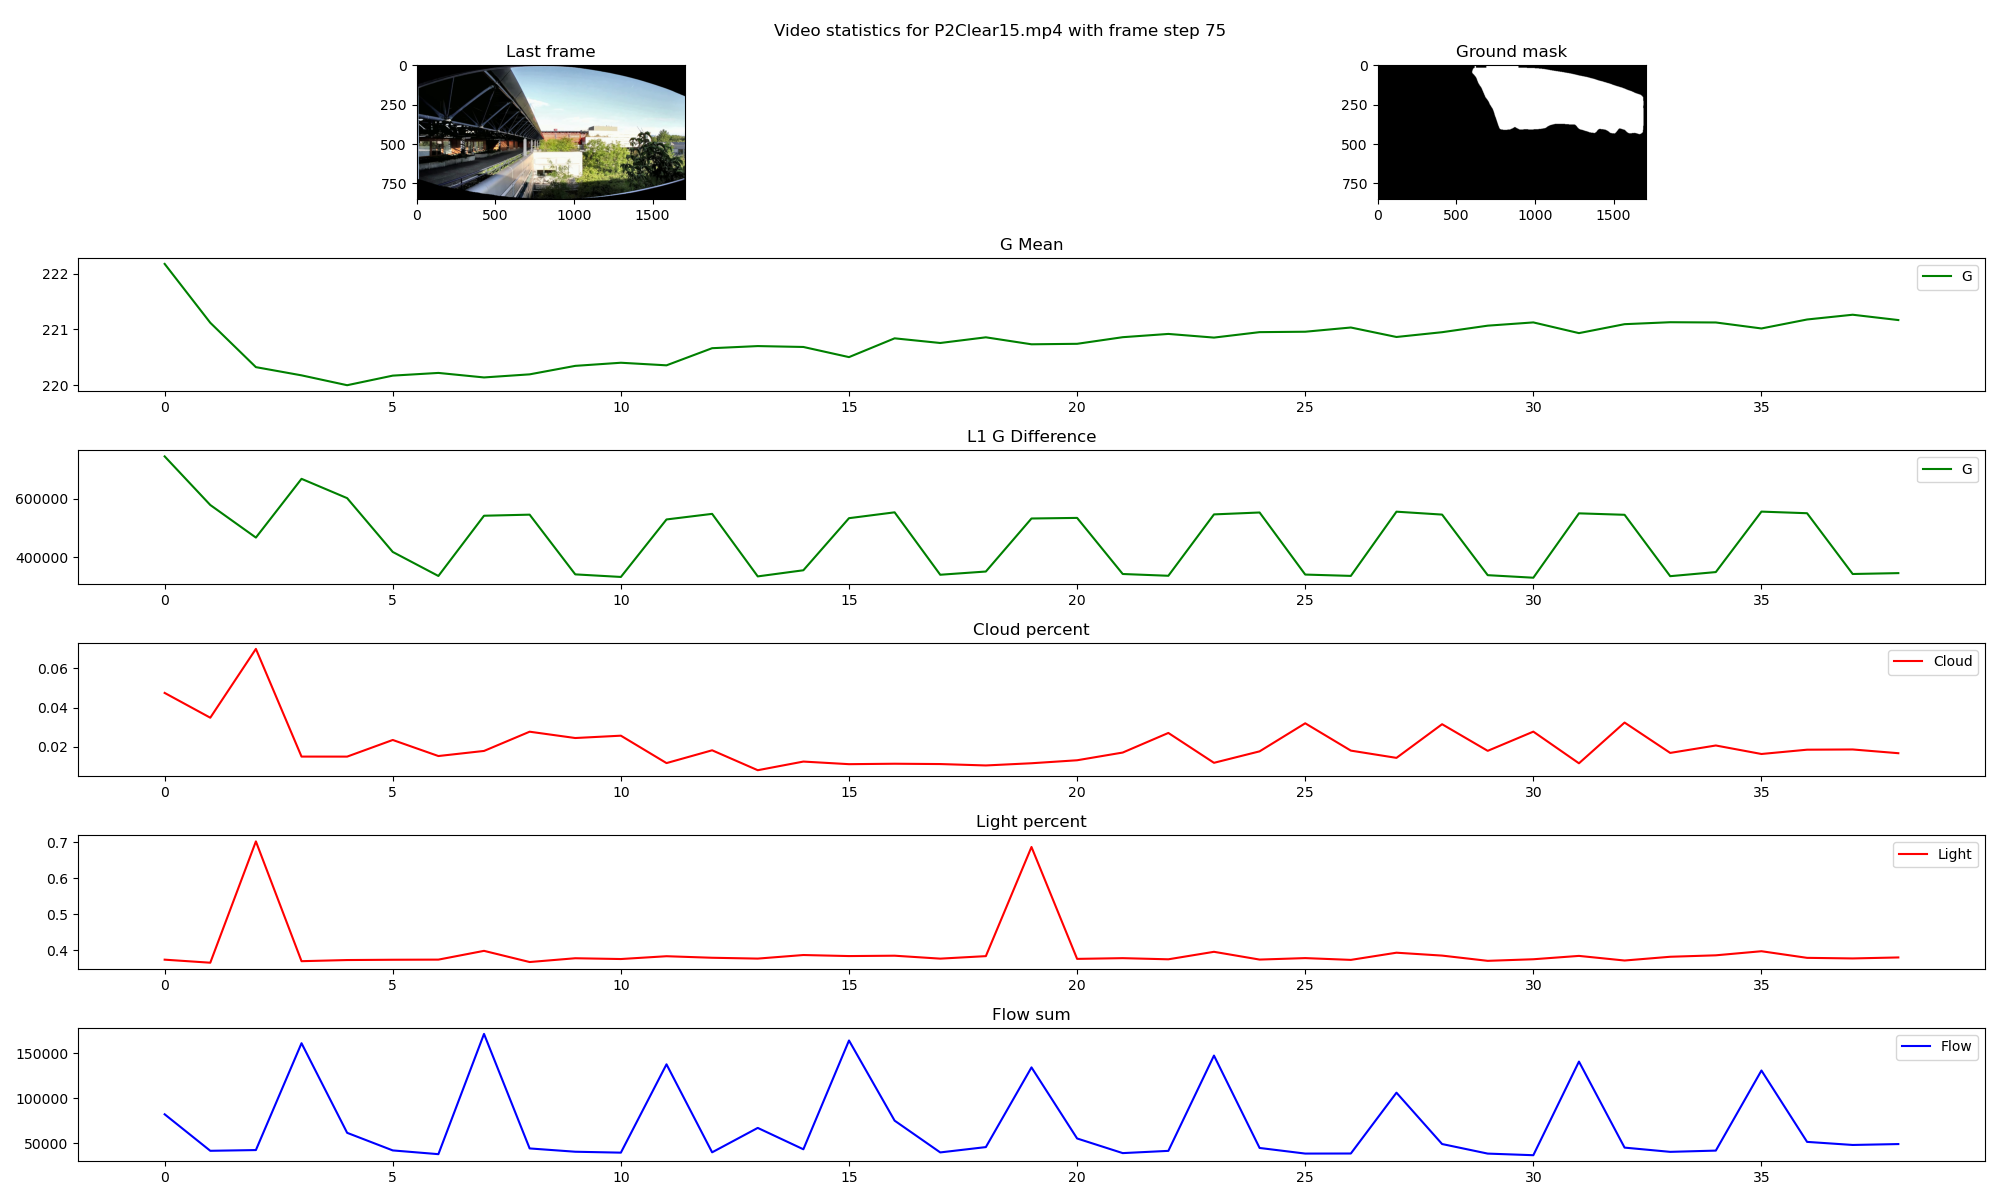 Video statistics for P2Clear15.mp4 with frame step 75
Last frame
0
250
500
750
0 500 1000 1500
Ground mask
0
250
500
750
0 500 1000 1500
G Mean
222
221
220
G
0 5 10 15 20 25 30 35
L1 G Difference
600000
400000
G
0 5 10 15 20 25 30 35
Cloud percent
0.06
0.04
0.02
Cloud
0 5 10 15 20 25 30 35
Light percent
0.7
0.6
0.5
0.4
Light
0 5 10 15 20 25 30 35
Flow sum
150000
100000
50000
Flow
0 5 10 15 20 25 30 35